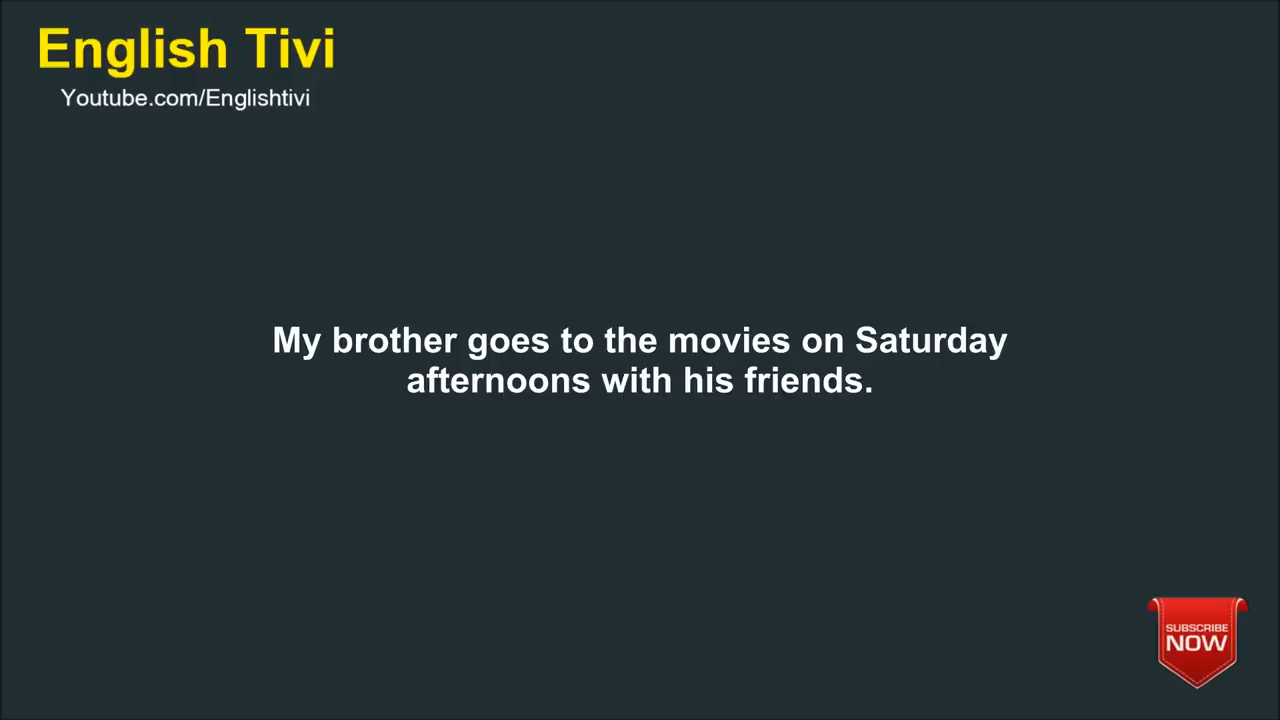 English Tivi
Youtube.com/Englishtivi
My brother goes to the movies on Saturday
afternoons with his friends.
SUBSCRIBE
NOW